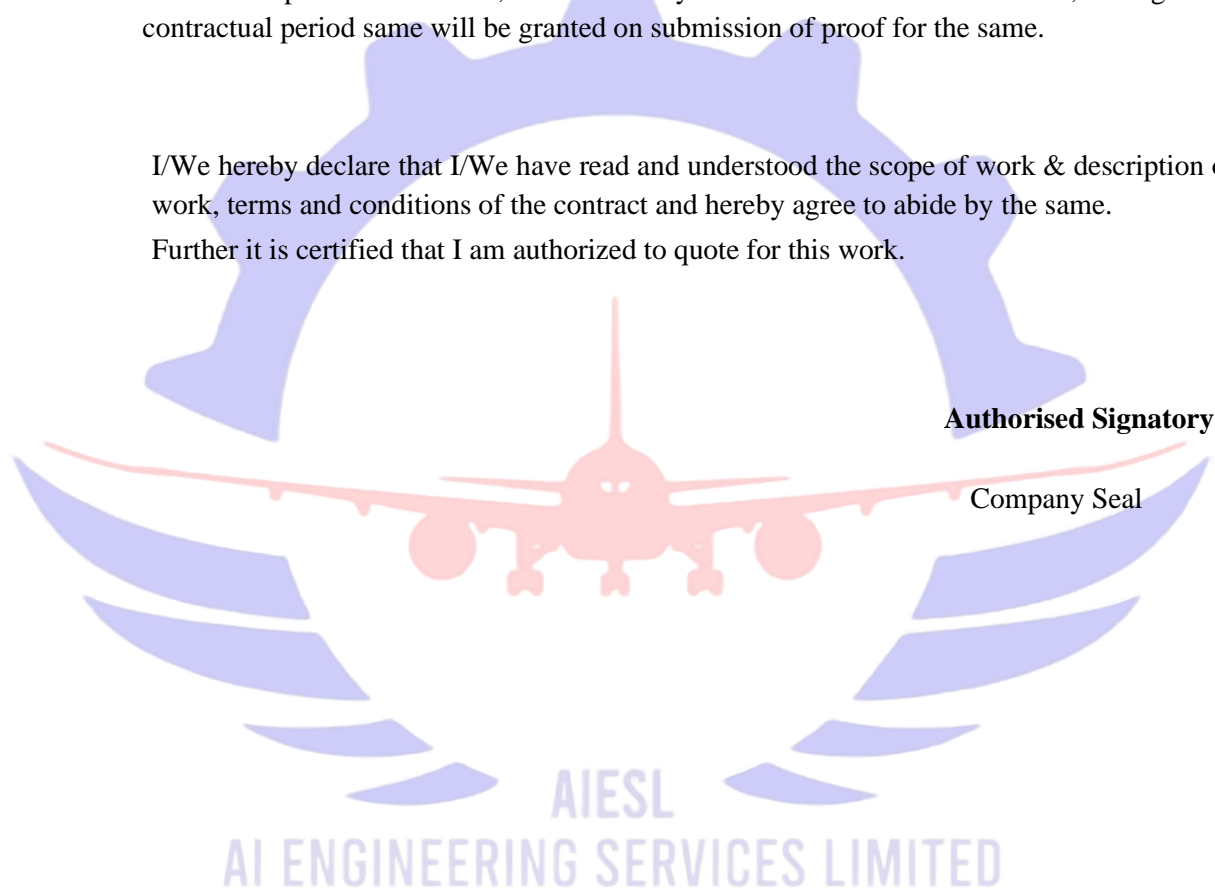 contractual period same will be granted on submission of proof for the same.
I/We hereby declare that I/We have read and understood the scope of work & description
work, terms and conditions of the contract and hereby agree to abide by the same.
Further it is certified that I am authorized to quote for this work.
Authorised Signatory
Company Seal
AIESL
AI ENGINEERING SERVICES LIMITED